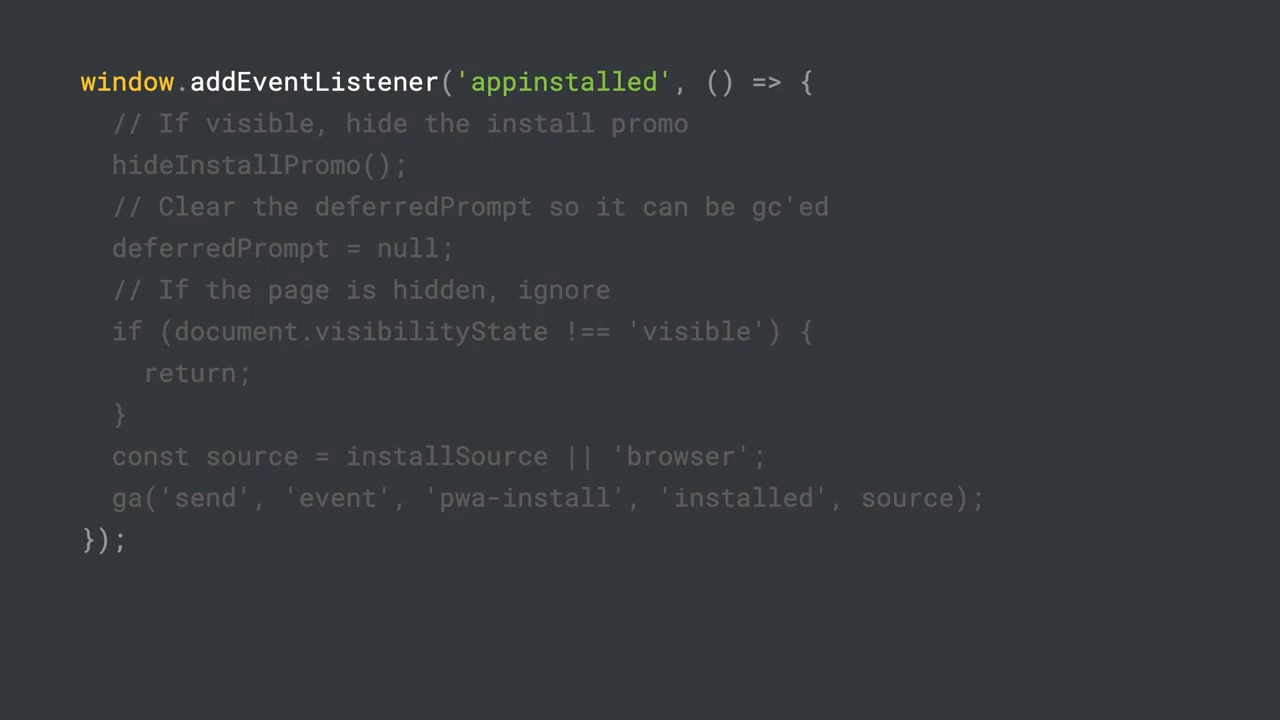 window.addEventListener('appinstalled', () => {
  // If visible, hide the install promo
  hideInstallPromo();
  // Clear the deferredPrompt so it can be gc'ed
  deferredPrompt = null;
  // If the page is hidden, ignore
  if (document.visibilityState !== 'visible') {
    return;
  }
  const source = installSource || 'browser';
  ga('send', 'event', 'pwa-install', 'installed', source);
});